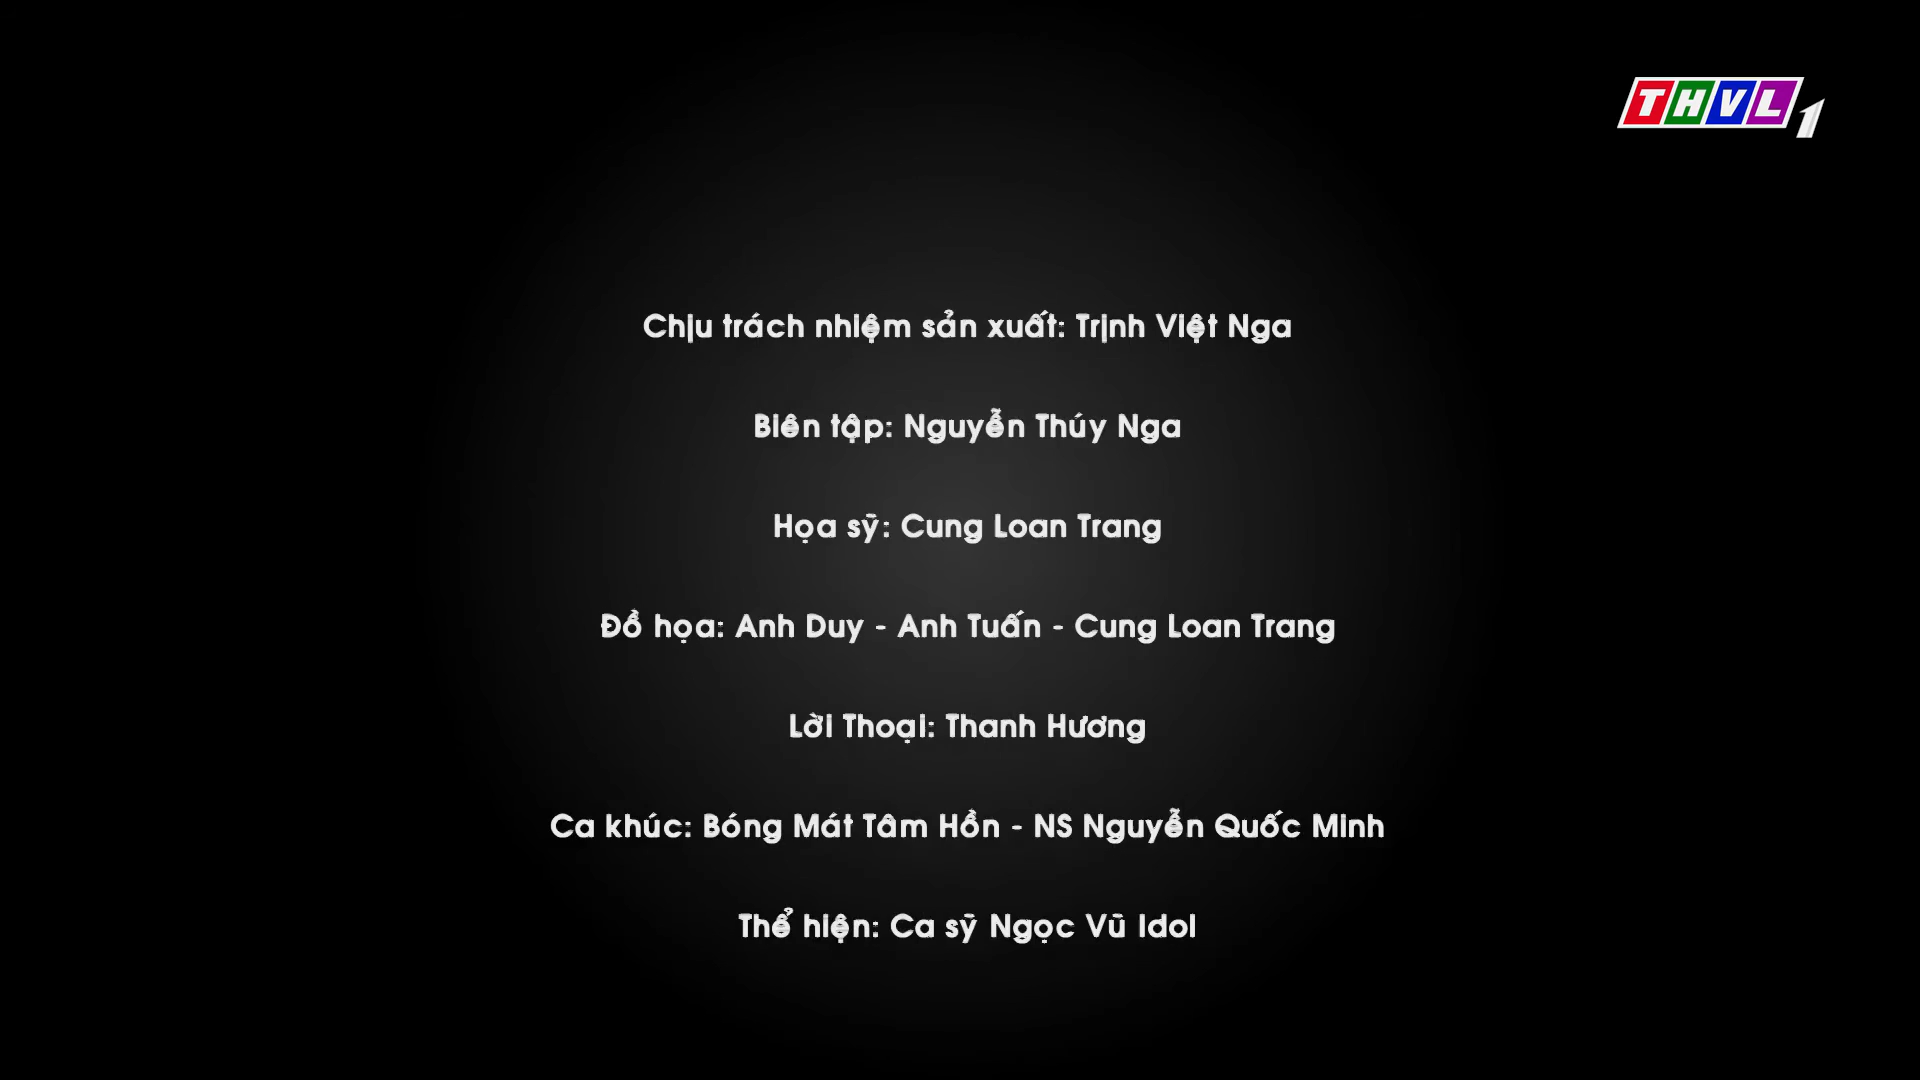 THVL1
Chịu trách nhiệm sản xuất: Trịnh Việt Nga
Biên tập: Nguyễn Thúy Nga
Họa sỹ: Cung Loan Trang
Đồ họa: Anh Duy - Anh Tuấn - Cung Loan Trang
Lời Thoại: Thanh Hương
Ca khúc: Bóng Mát Tâm Hồn - NS Nguyễn Quốc Minh
Thể hiện: Ca sỹ Ngọc Vũ Idol